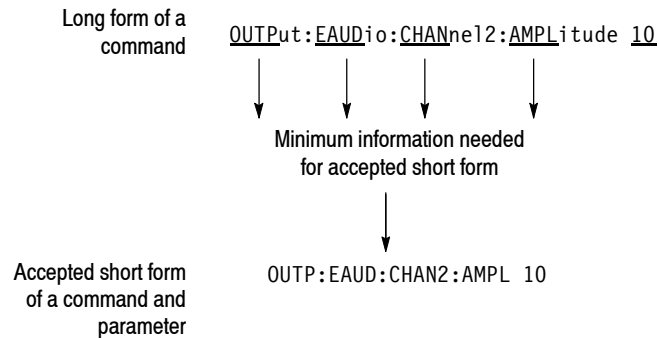 Long form of a
command
OUTPut:EAUDio:CHANnel2:AMPLitude 10
Minimum information needed
for accepted short form
OUTP:EAUD:CHAN2:AMPL 10
Accepted short form
of a command and
parameter